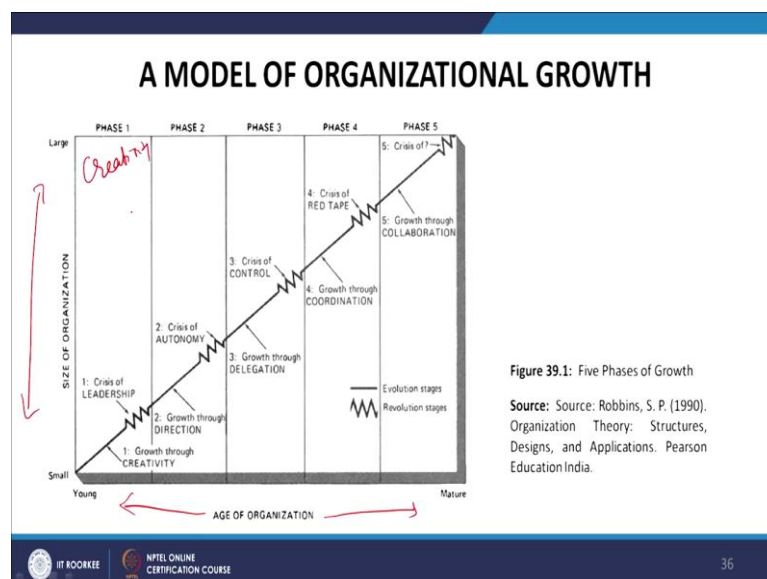 A MODEL OF ORGANIZATIONAL GROWTH
PHASE 1
PHASE 2
PHASE 3
PHASE 4
PHASE 5
Large
Creativity
5: Crisis of?
4: Crisis of
RED TAPE
5: Growth through
COLLABORATION
3: Crisis of
CONTROL
4: Growth through
COORDINATION
SIZE OF ORGANIZATION
2: Crisis of
AUTONOMY
3: Growth through
DELEGATION
1: Crisis of
LEADERSHIP
2: Growth through
DIRECTION
Evolution stages
Revolution stages
1: Growth through
CREATIVITY
Small
Young
Mature
AGE OF ORGANIZATION
Figure 39.1: Five Phases of Growth
Source: Source: Robbins, S. P. (1990).
Organization Theory: Structures,
Designs, and Applications. Pearson
Education India.
IIT ROORKEE
NPTEL ONLINE
CERTIFICATION COURSE
36